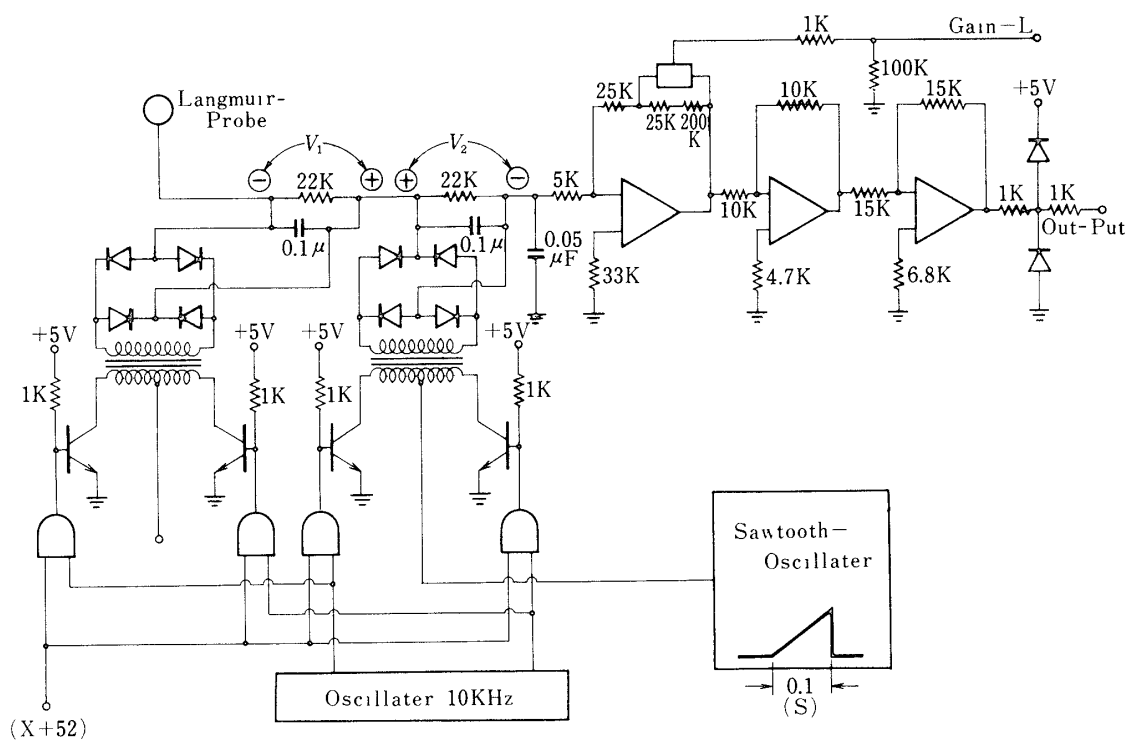 1K
Gain-L
100K
Langmuir-
Probe
25K
10K
15K
+5V
25K
200
K
V₁
V₂
⊖
⊕
⊕
⊖
22K
22K
5K
0.1μ
0.1μ
0.05
μF
10K
15K
1K
1K
Out-Put
33K
4.7K
6.8K
+5V
+5V
+5V
+5V
1K
1K
1K
1K
Sawtooth-
Oscillater
0.1
(S)
Oscillater 10KHz
(X+52)